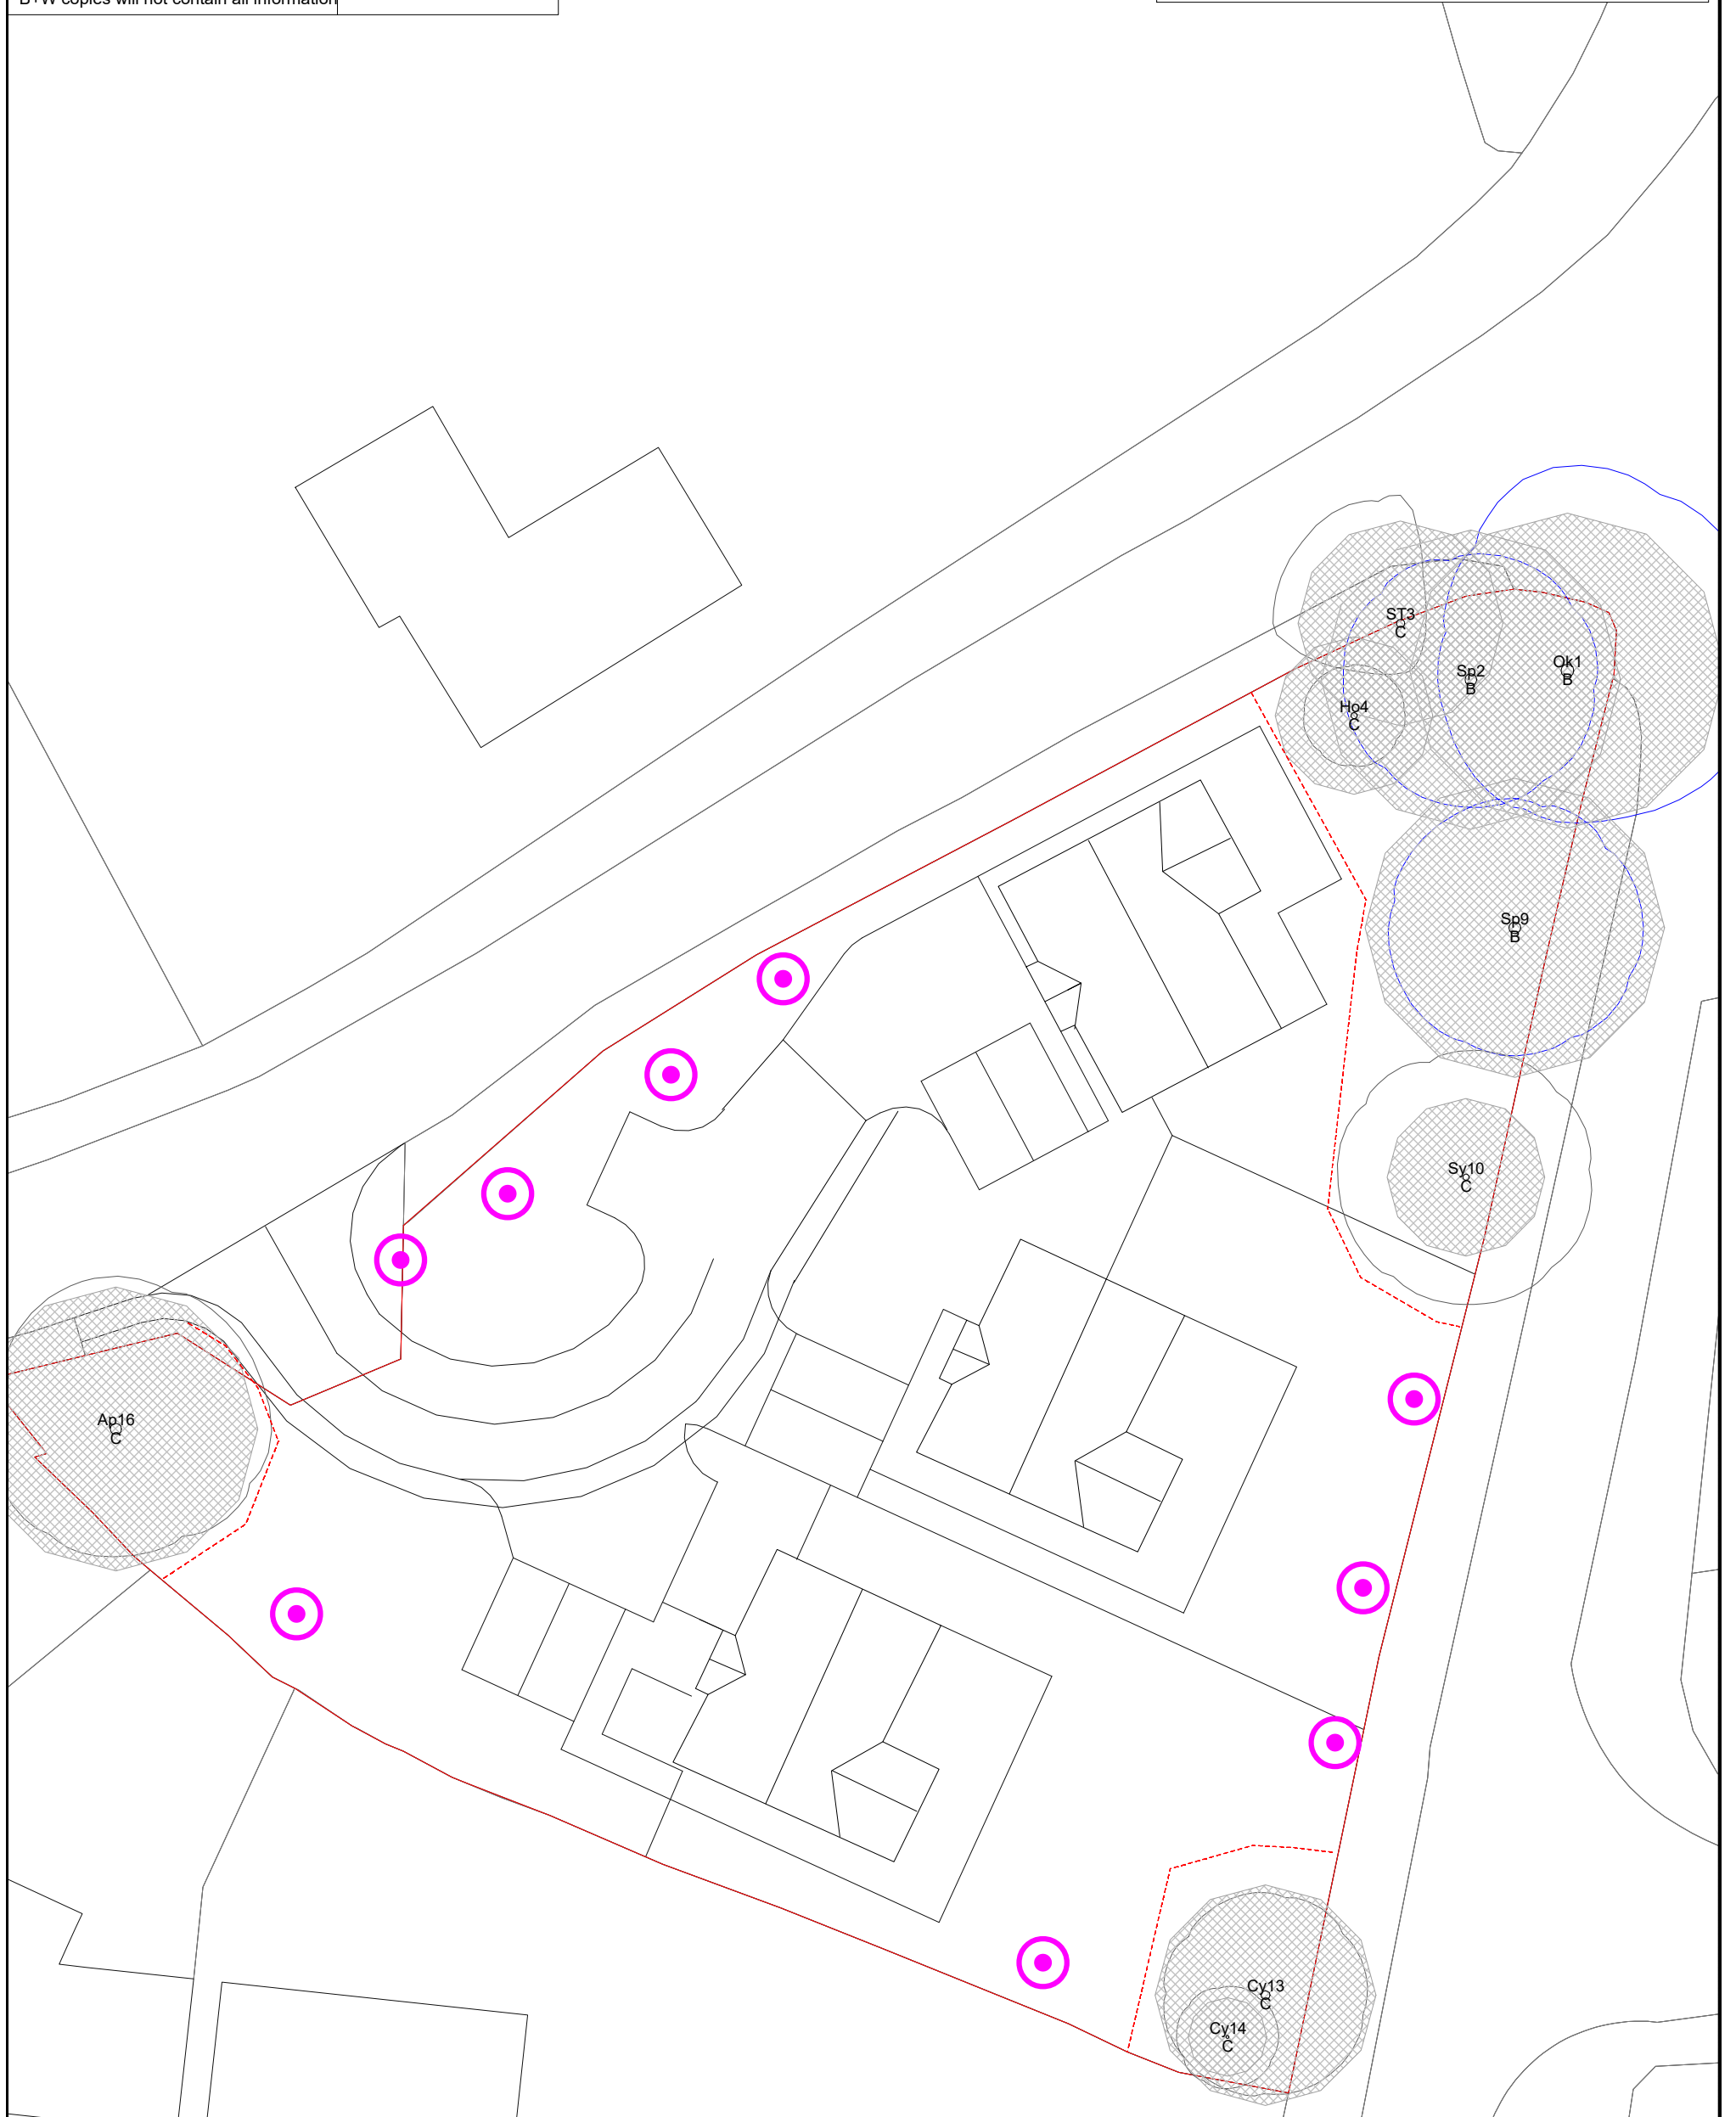 B+W copies will not contain all information
ST3
C
Sp2
B
Ok1
B
Ho4
C
Sp9
B
Sy10
C
Ap16
C
Cy13
C
Cy14
C